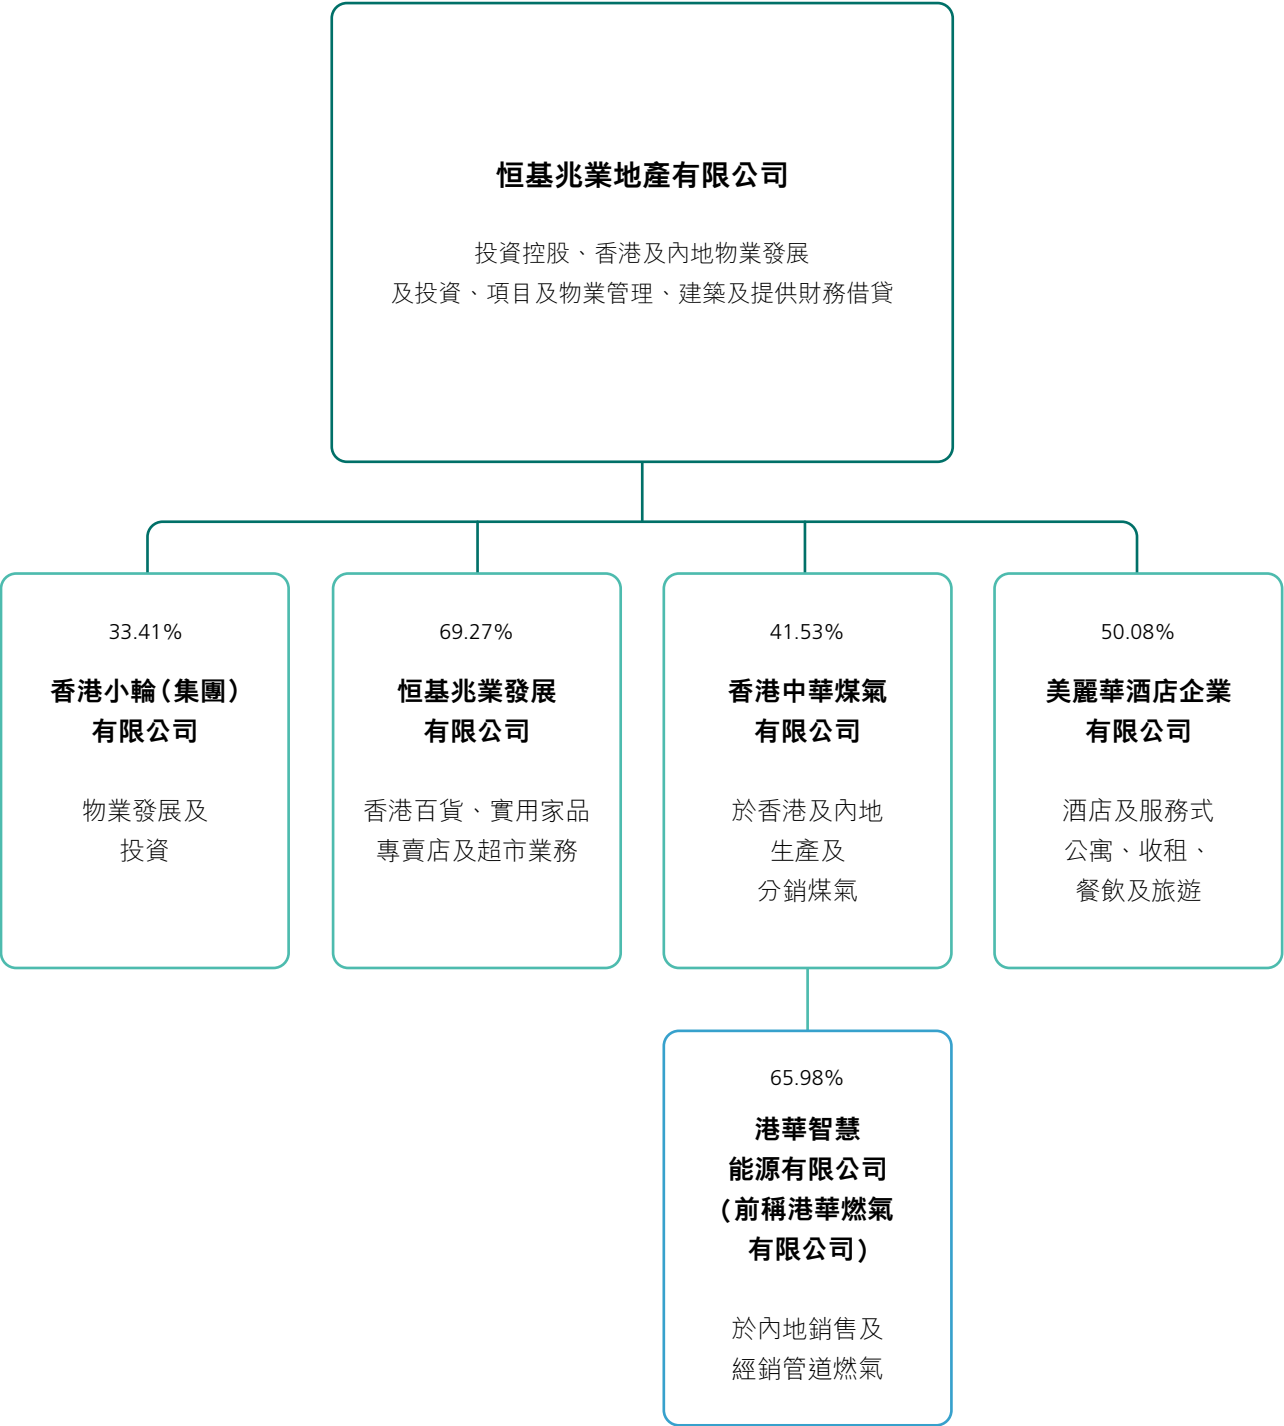 恒基兆業地產有限公司
投資控股、香港及內地物業發展
及投資、項目及物業管理、建築及提供財務借貸
33.41%
香港小輪(集團)
有限公司
物業發展及
投資
69.27%
恒基兆業發展
有限公司
香港百貨、實用家品
專賣店及超市業務
41.53%
香港中華煤氣
有限公司
於香港及內地
生產及
分銷煤氣
50.08%
美麗華酒店企業
有限公司
酒店及服務式
公寓、收租、
餐飲及旅遊
65.98%
港華智慧
能源有限公司
(前稱港華燃氣
有限公司)
於內地銷售及
經銷管道燃氣